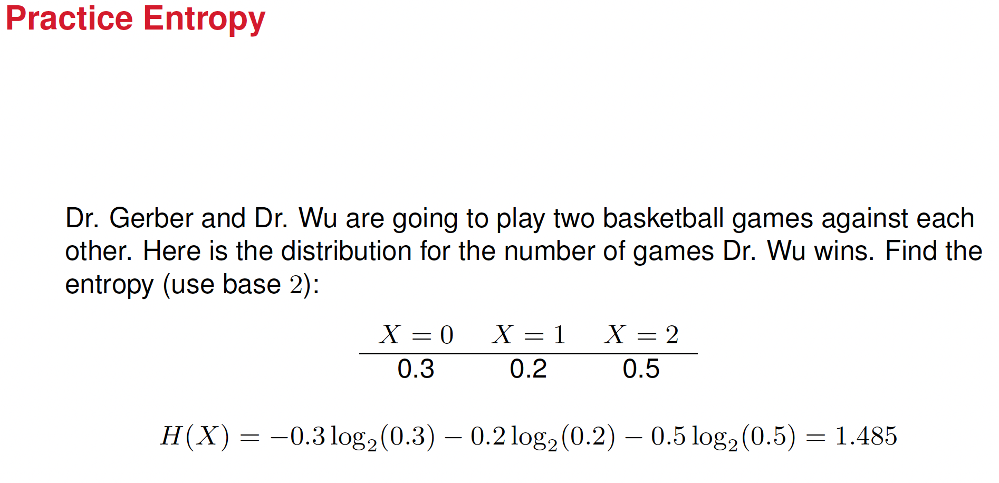 Practice Entropy
Dr. Gerber and Dr. Wu are going to play two basketball games against each
other. Here is the distribution for the number of games Dr. Wu wins. Find the
entropy (use base 2):
X = 0 X = 1 X = 2
0.3 0.2 0.5
H(X) = −0.3 log₂(0.3) − 0.2 log₂(0.2) − 0.5 log₂(0.5) = 1.485